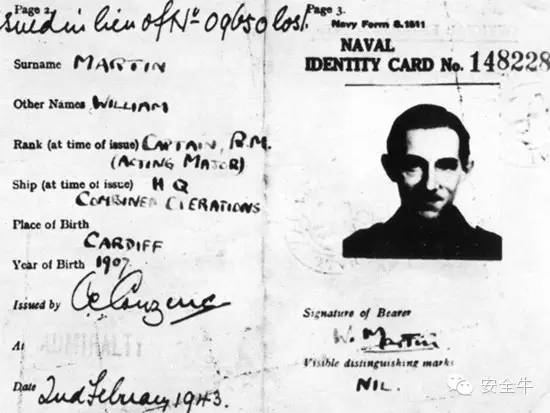 Page 2.
issued in lieu of No 09650 lost.
Surname MARTIN
Other Names WILLIAM
Rank (at time of issue) CAPTAIN, R.M.
(ACTING MAJOR)
Ship (at time of issue) H Q
COMBINED OPERATIONS
Place of Birth
CARDIFF
Year of Birth 1907
Issued by
At ADMIRALTY
Date 2nd February 1943.
Page 3.
Navy Form S.1511
NAVAL
IDENTITY CARD No. 148228
Signature of Bearer
W. Martin
Visible distinguishing marks
NIL.
安全牛